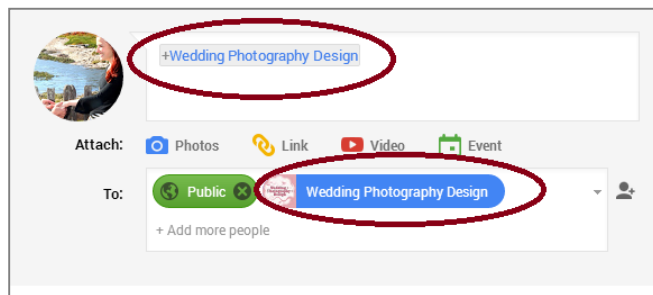 +Wedding Photography Design
Attach: Photos Link Video Event
To: Public Wedding Photography Design
+ Add more people